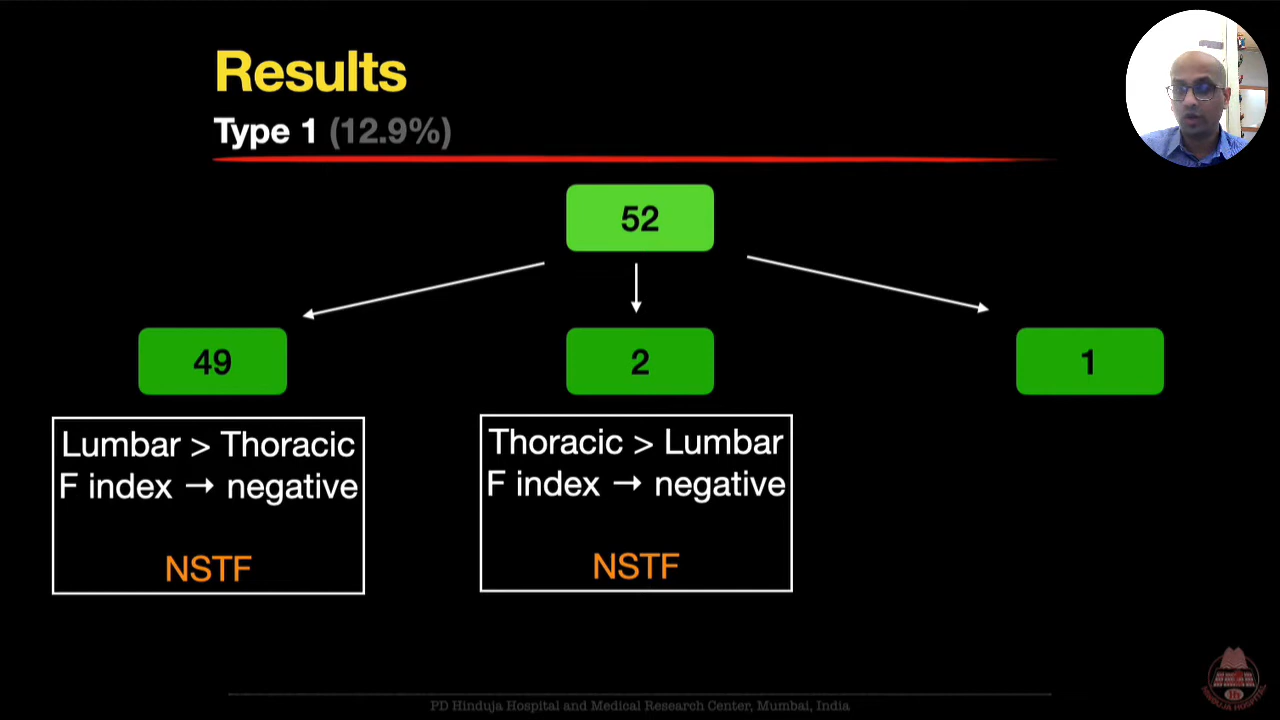 Results
Type 1 (12.9%)
52
49
2
1
Lumbar > Thoracic
F index → negative
NSTF
Thoracic > Lumbar
F index → negative
NSTF
PD Hinduja Hospital and Medical Research Center, Mumbai, India